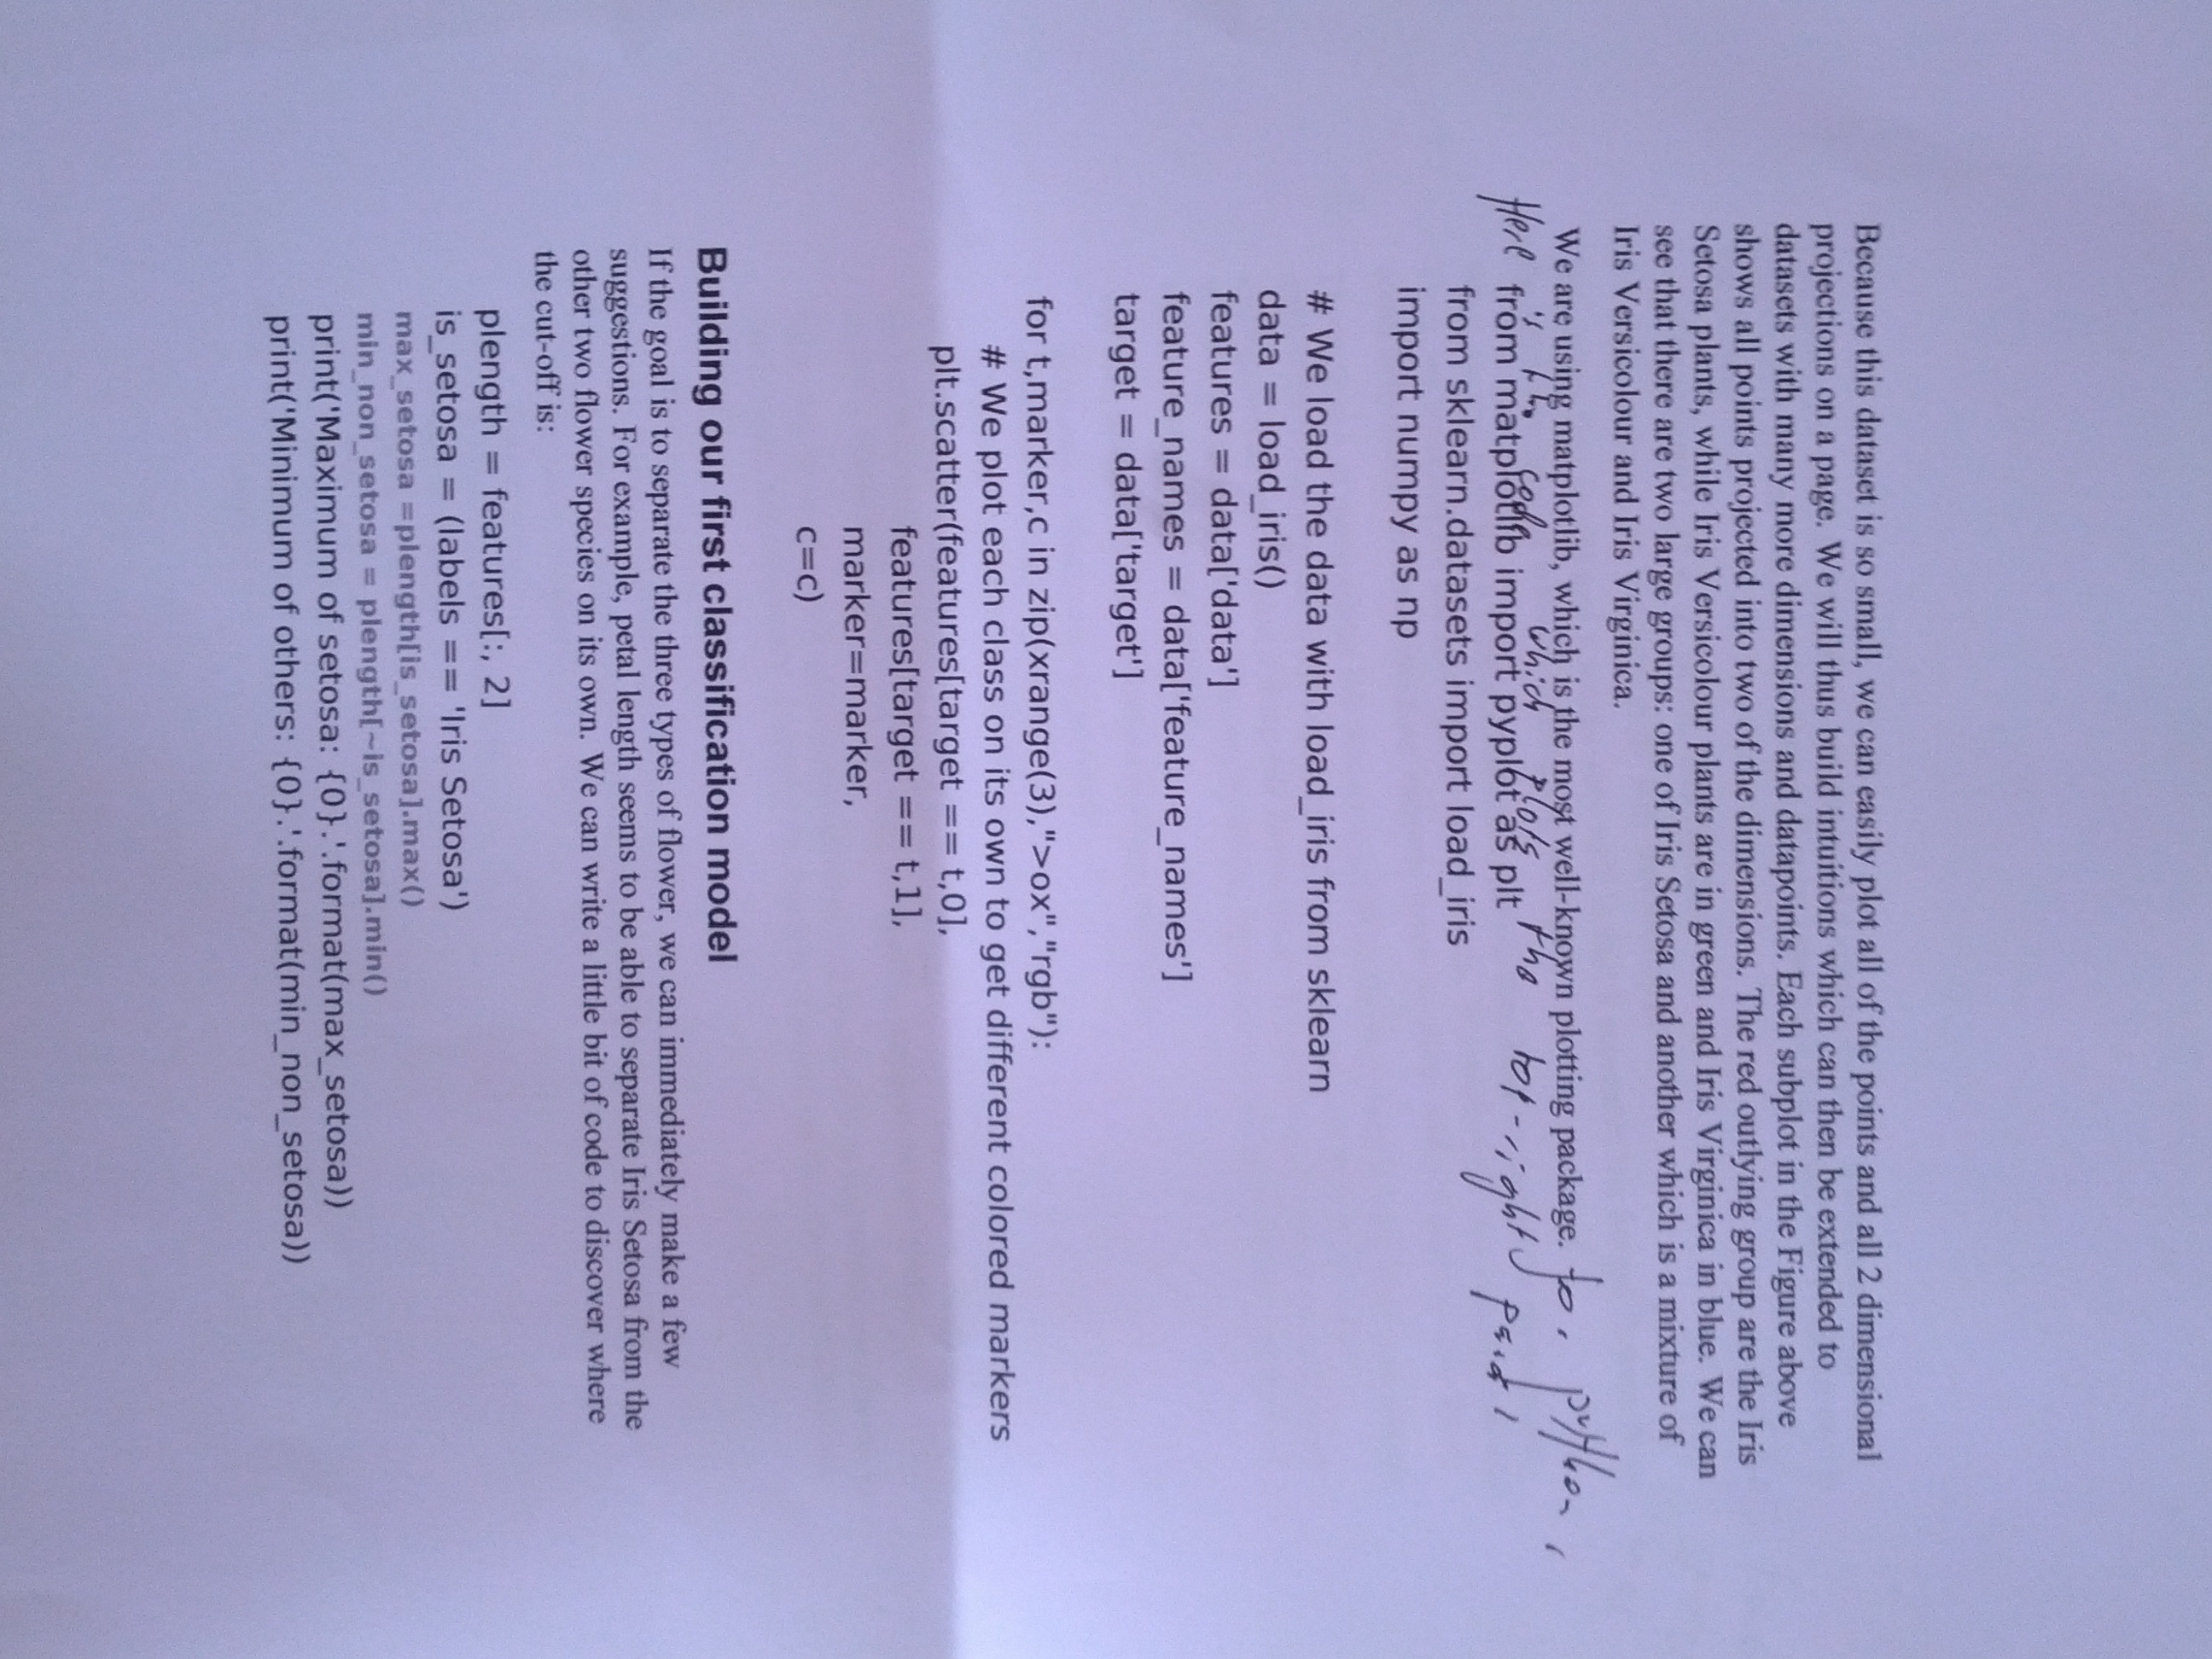 Because this dataset is so small, we can easily plot all of the points and all 2 dimensional
projections on a page. We will thus build intuitions which can then be extended to
datasets with many more dimensions and datapoints. Each subplot in the Figure above
shows all points projected into two of the dimensions. The red outlying group are the Iris
Setosa plants, while Iris Versicolour plants are in green and Iris Virginica in blue. We can
see that there are two large groups: one of Iris Setosa and another which is a mixture of
Iris Versicolour and Iris Virginica.
We are using matplotlib, which is the most well-known plotting package. for python,
Here is the code which plots the top-right
from matplotlib import pyplot as plt
from sklearn.datasets import load_iris
import numpy as np
# We load the data with load_iris from sklearn
data = load_iris()
features = data['data']
feature_names = data['feature_names']
target = data['target']
for t,marker,c in zip(xrange(3),">ox","rgb"):
# We plot each class on its own to get different colored markers
plt.scatter(features[target == t,0],
features[target == t,1],
marker=marker,
c=c)
Building our first classification model
If the goal is to separate the three types of flower, we can immediately make a few
suggestions. For example, petal length seems to be able to separate Iris Setosa from the
other two flower species on its own. We can write a little bit of code to discover where
the cut-off is:
plength = features[:, 2]
is_setosa = (labels == 'Iris Setosa')
max_setosa =plength[is_setosa].max()
min_non_setosa = plength[~is_setosa].min()
print('Maximum of setosa: {0}.'.format(max_setosa))
print('Minimum of others: {0}.'.format(min_non_setosa))